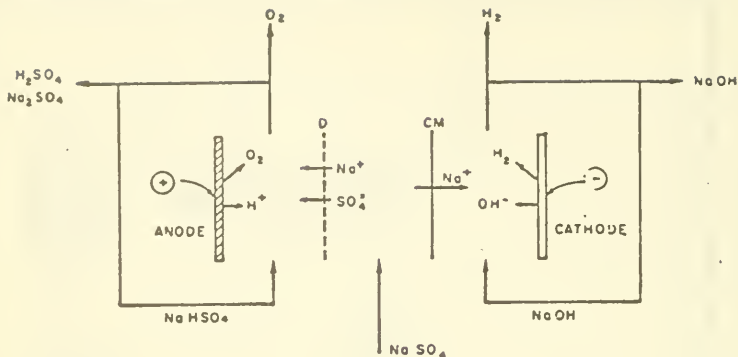 O₂
H₂
H₂SO₄
Na₂SO₄
NaOH
D
CM
O₂
Na⁺
H₂
Na⁺
+
-
H⁺
SO₄⁼
OH⁻
ANODE
CATHODE
NaHSO₄
NaOH
NaSO₄